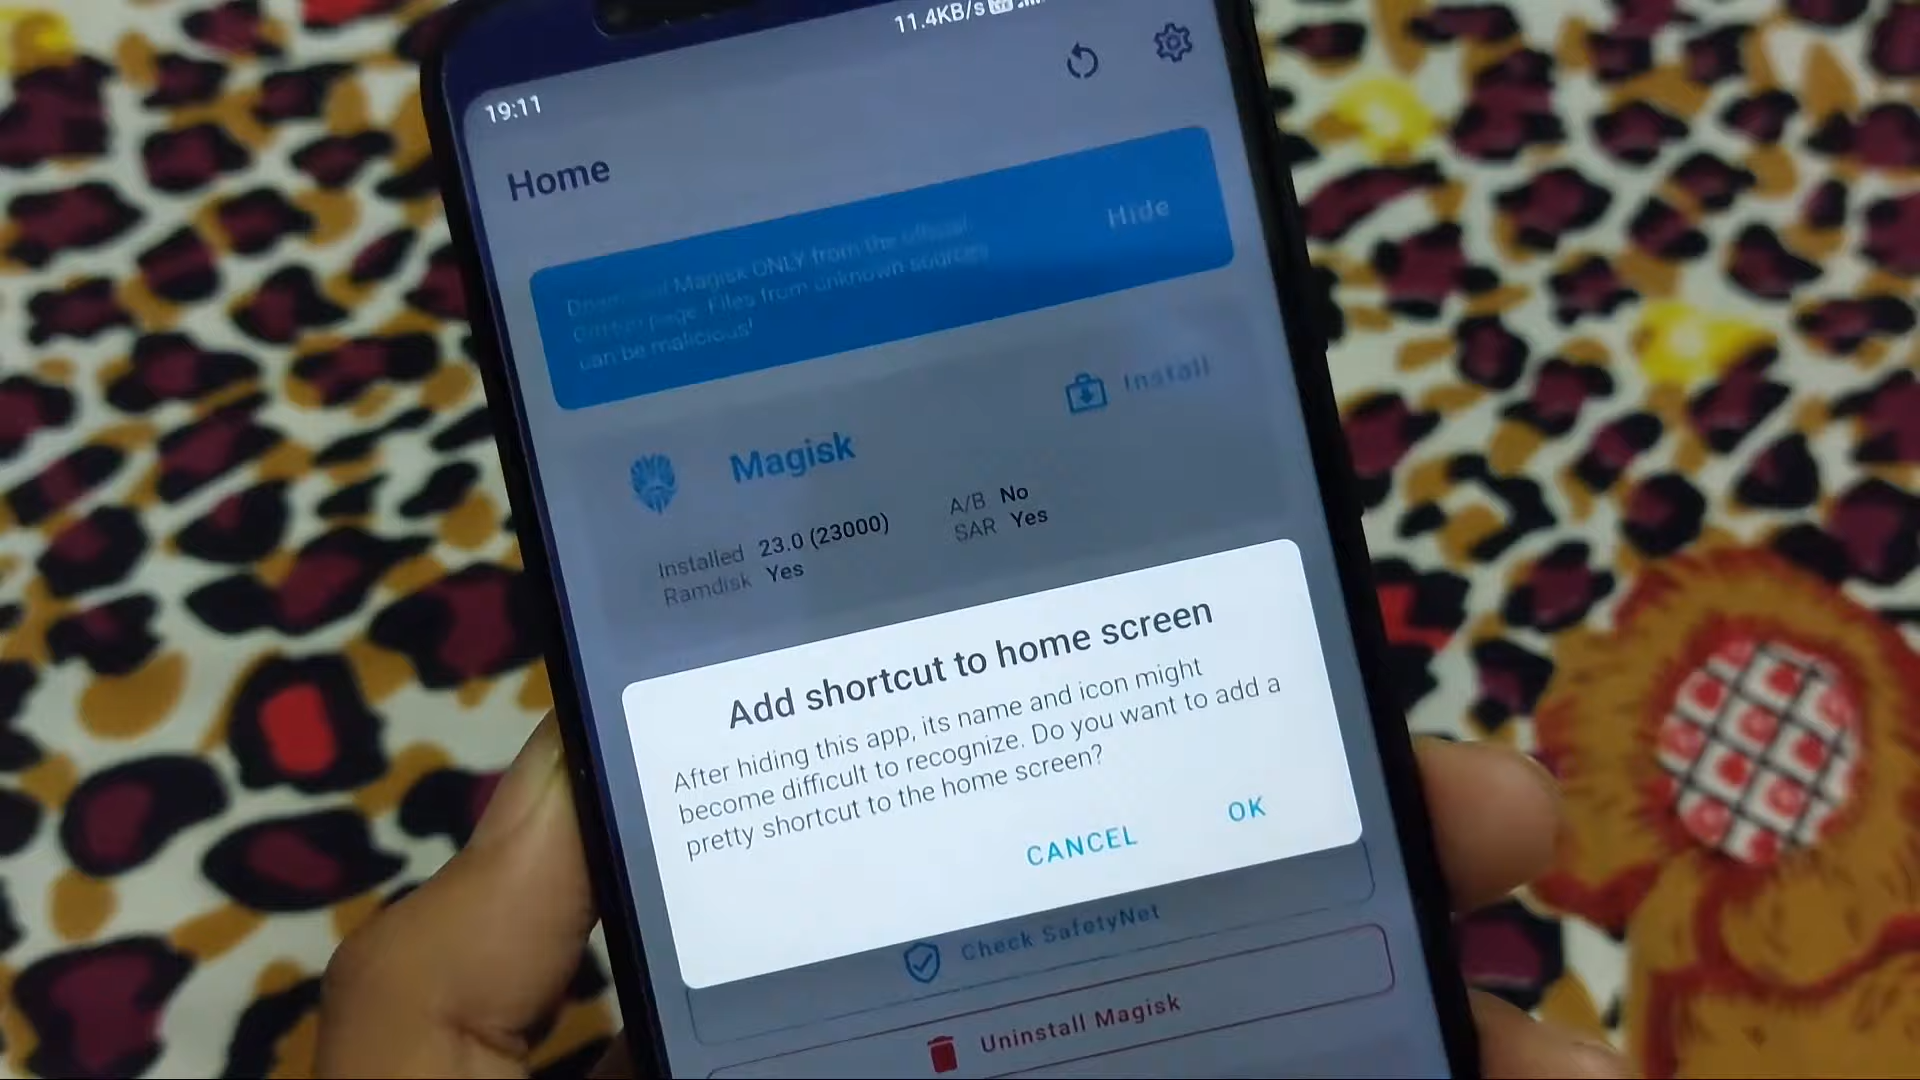 11.4KB/s
19:11
Home
Download Magisk ONLY from the official
GitHub page. Files from unknown sources
can be malicious!
Hide
Magisk
Install
Installed 23.0 (23000)
Ramdisk Yes
A/B No
SAR Yes
Add shortcut to home screen
After hiding this app, its name and icon might
become difficult to recognize. Do you want to add a
pretty shortcut to the home screen?
CANCEL
OK
Check SafetyNet
Uninstall Magisk